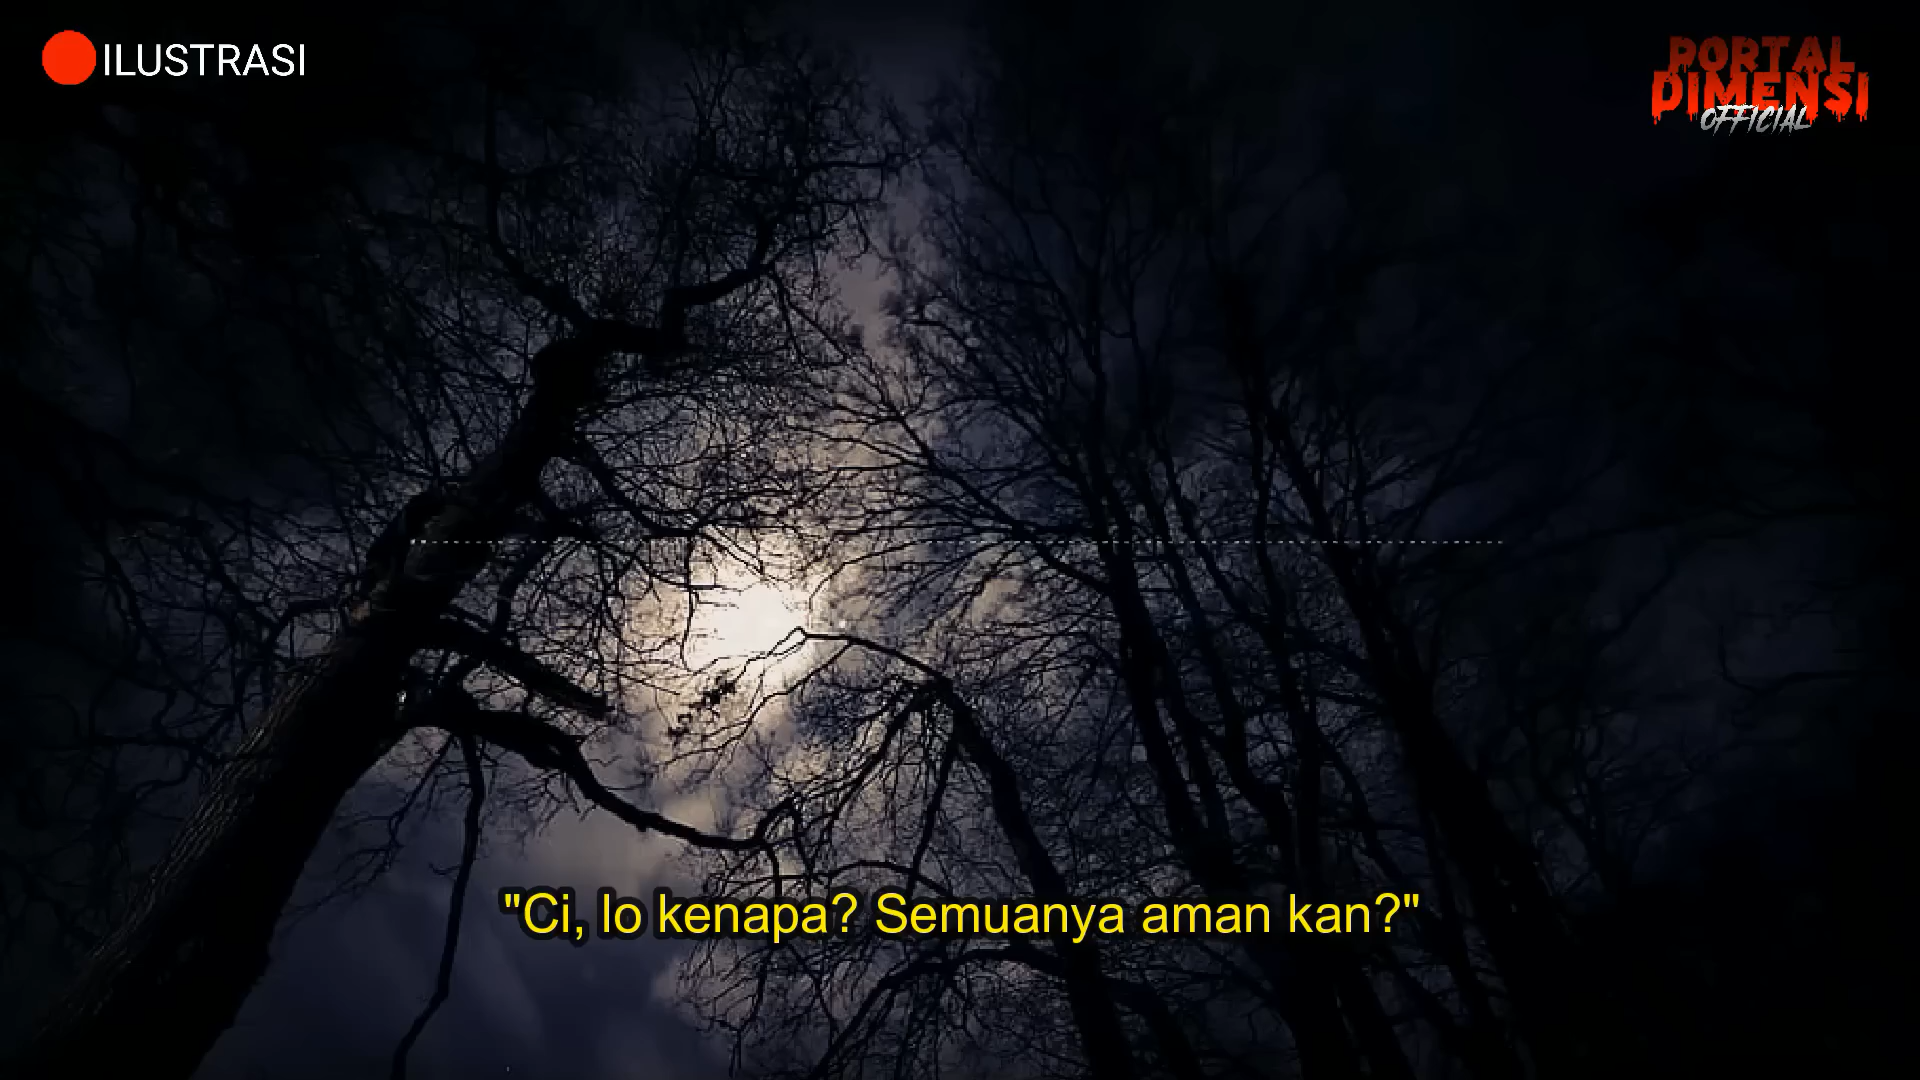 ILUSTRASI
PORTAL
DIMENSI
OFFICIAL
"Ci, lo kenapa? Semuanya aman kan?"